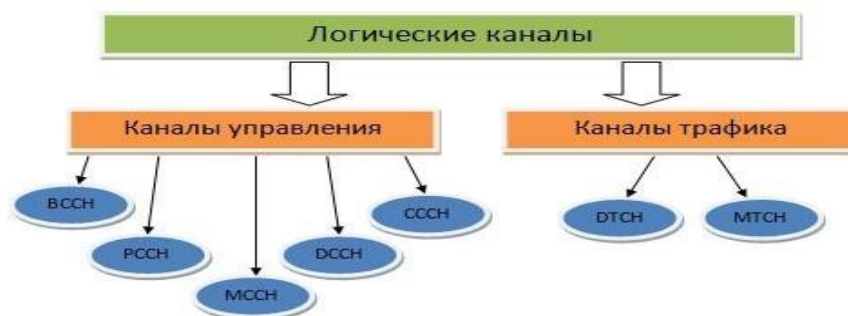 Логические каналы
Каналы управления
Каналы трафика
BCCH
PCCH
MCCH
DCCH
CCCH
DTCH
MTCH